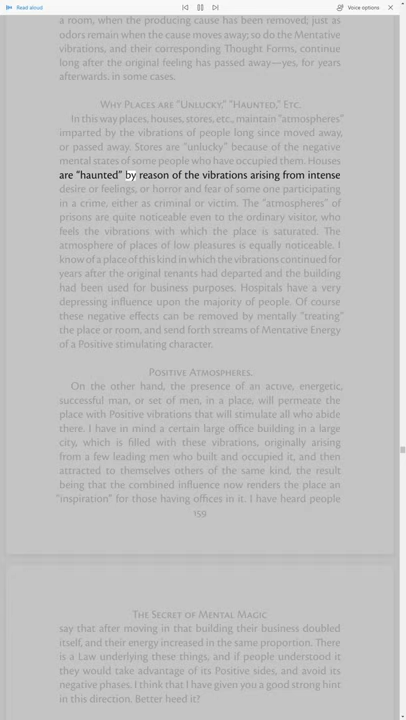 Read aloud
Voice options
a room, when the producing cause has been removed; just as
odors remain when the cause moves away; so do the Mentative
vibrations, and their corresponding Thought Forms, continue
long after the original feeling has passed away—yes, for years
afterwards, in some cases.
Why Places are "Unlucky," "Haunted," Etc.
In this way places, houses, stores, etc., maintain "atmospheres"
imparted by the vibrations of people long since moved away,
or passed away. Stores are "unlucky" because of the negative
mental states of some people who have occupied them. Houses
are "haunted" by reason of the vibrations arising from intense
desire or feelings, or horror and fear of some one participating
in a crime, either as criminal or victim. The "atmospheres" of
prisons are quite noticeable even to the ordinary visitor, who
feels the vibrations with which the place is saturated. The
atmosphere of places of low pleasures is equally noticeable. I
know of a place of this kind in which the vibrations continued for
years after the original tenants had departed and the building
had been used for business purposes. Hospitals have a very
depressing influence upon the majority of people. Of course
these negative effects can be removed by mentally "treating"
the place or room, and send forth streams of Mentative Energy
of a Positive stimulating character.
Positive Atmospheres.
On the other hand, the presence of an active, energetic,
successful man, or set of men, in a place, will permeate the
place with Positive vibrations that will stimulate all who abide
there. I have in mind a certain large office building in a large
city, which is filled with these vibrations, originally arising
from a few leading men who built and occupied it, and then
attracted to themselves others of the same kind, the result
being that the combined influence now renders the place an
"inspiration" for those having offices in it. I have heard people
159
The Secret of Mental Magic
say that after moving in that building their business doubled
itself, and their energy increased in the same proportion. There
is a Law underlying these things, and if people understood it
they would take advantage of its Positive sides, and avoid its
negative phases. I think that I have given you a good strong hint
in this direction. Better heed it?